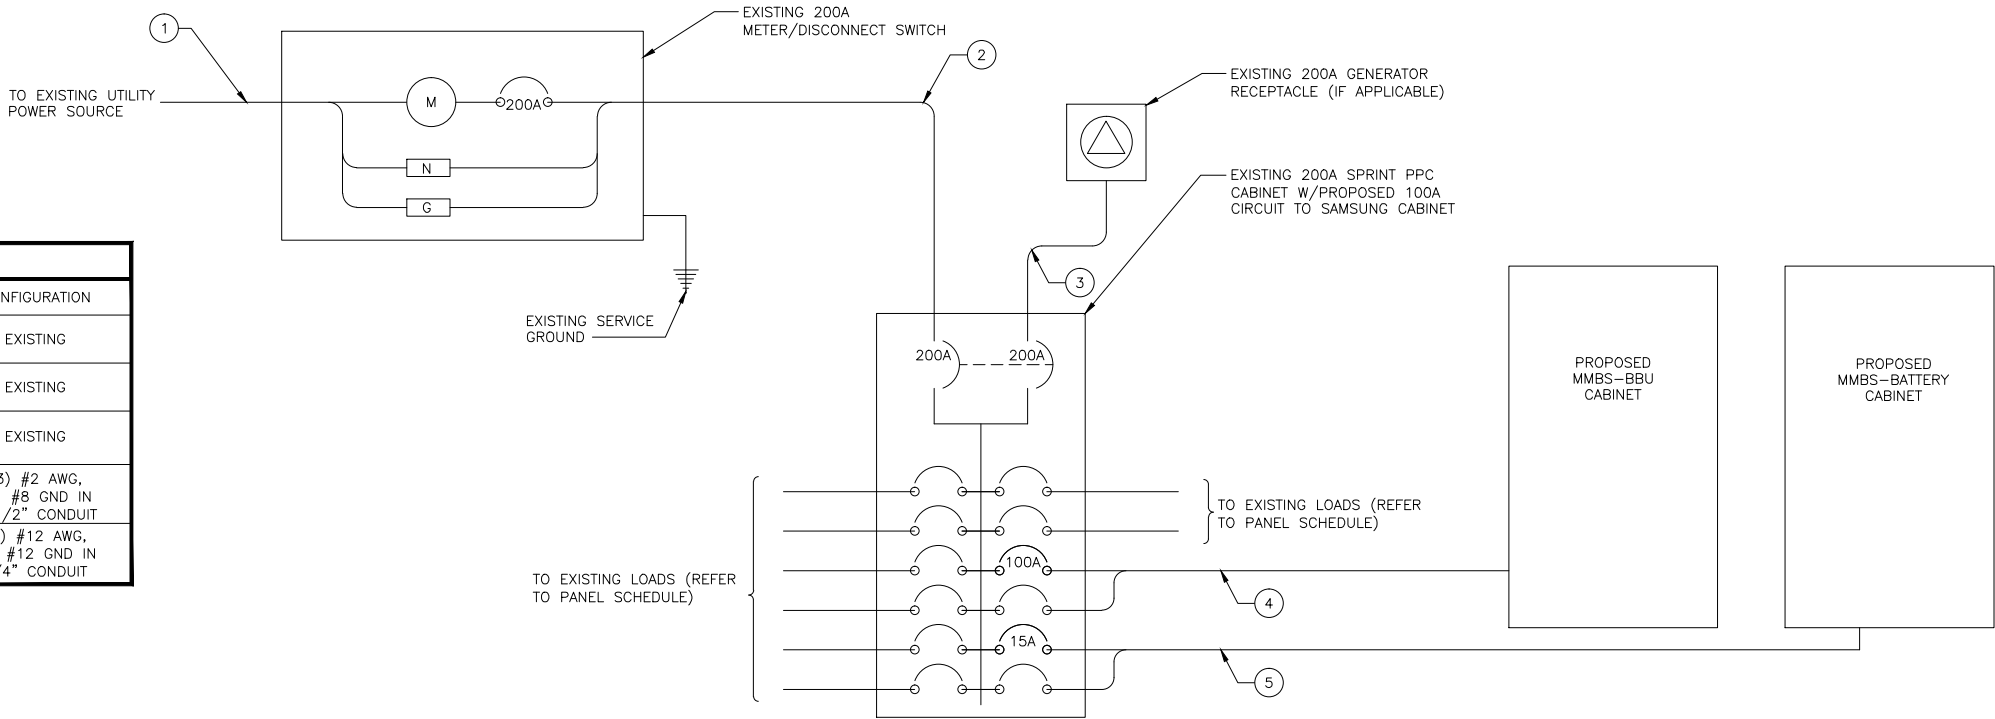 1
EXISTING 200A
METER/DISCONNECT SWITCH
2
TO EXISTING UTILITY
POWER SOURCE
M
200A
N
G
EXISTING 200A GENERATOR
RECEPTACLE (IF APPLICABLE)
EXISTING 200A SPRINT PPC
CABINET W/PROPOSED 100A
CIRCUIT TO SAMSUNG CABINET
3
EXISTING SERVICE
GROUND
NFIGURATION
EXISTING
EXISTING
EXISTING
3) #2 AWG,
#8 GND IN
/2" CONDUIT
) #12 AWG,
#12 GND IN
/4" CONDUIT
200A
200A
PROPOSED
MMBS-BBU
CABINET
PROPOSED
MMBS-BATTERY
CABINET
TO EXISTING LOADS (REFER
TO PANEL SCHEDULE)
TO EXISTING LOADS (REFER
TO PANEL SCHEDULE)
100A
4
15A
5